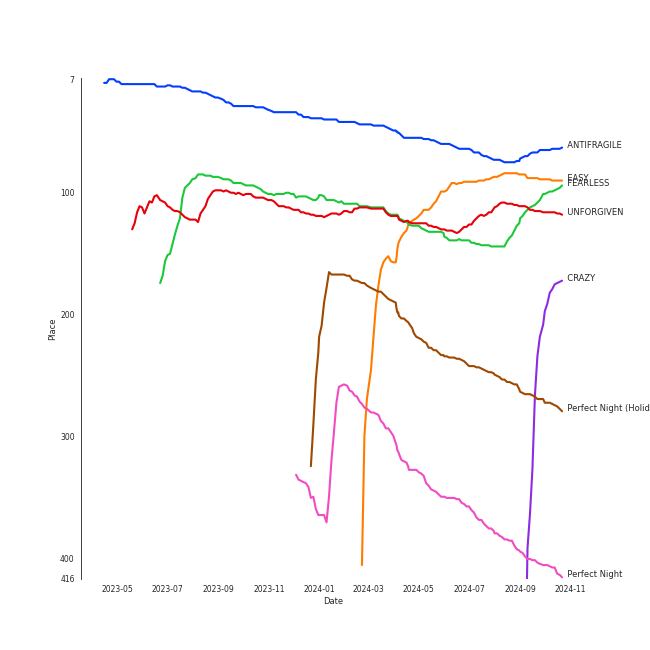 7
ANTIFRAGILE
EASY
FEARLESS
100
UNFORGIVEN
CRAZY
200
Place
Perfect Night (Holid
300
400
Perfect Night
416
2023-05 2023-07 2023-09 2023-11 2024-01 2024-03 2024-05 2024-07 2024-09 2024-11
Date